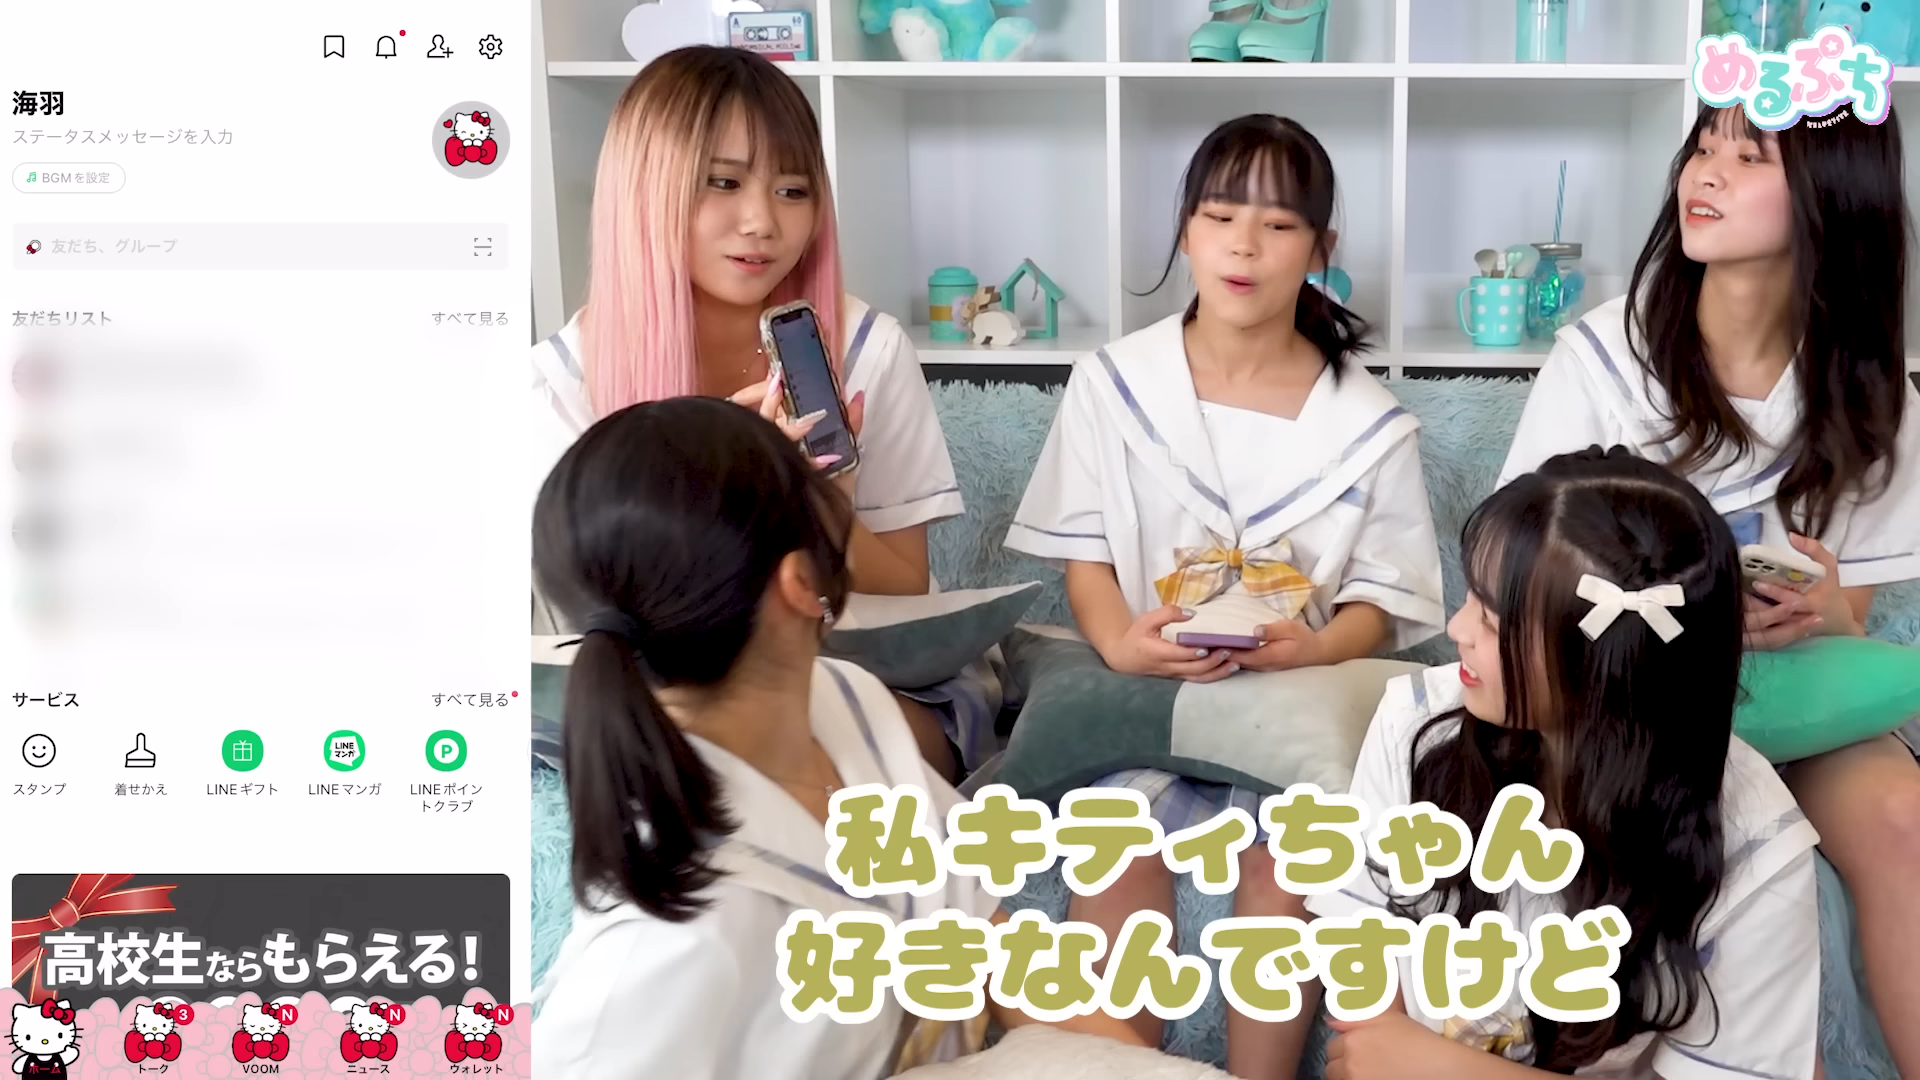 海羽
ステータスメッセージを入力
BGMを設定
友だち、グループ
友だちリスト
すべて見る
サービス
すべて見る
スタンプ
着せかえ
LINEギフト
LINE
マンガ
LINEマンガ
P
LINEポイン
トクラブ
高校生ならもらえる!
ホーム
3
トーク
N
VOOM
N
ニュース
N
ウォレット
A
60
めるぷち
私キティちゃん
好きなんですけど